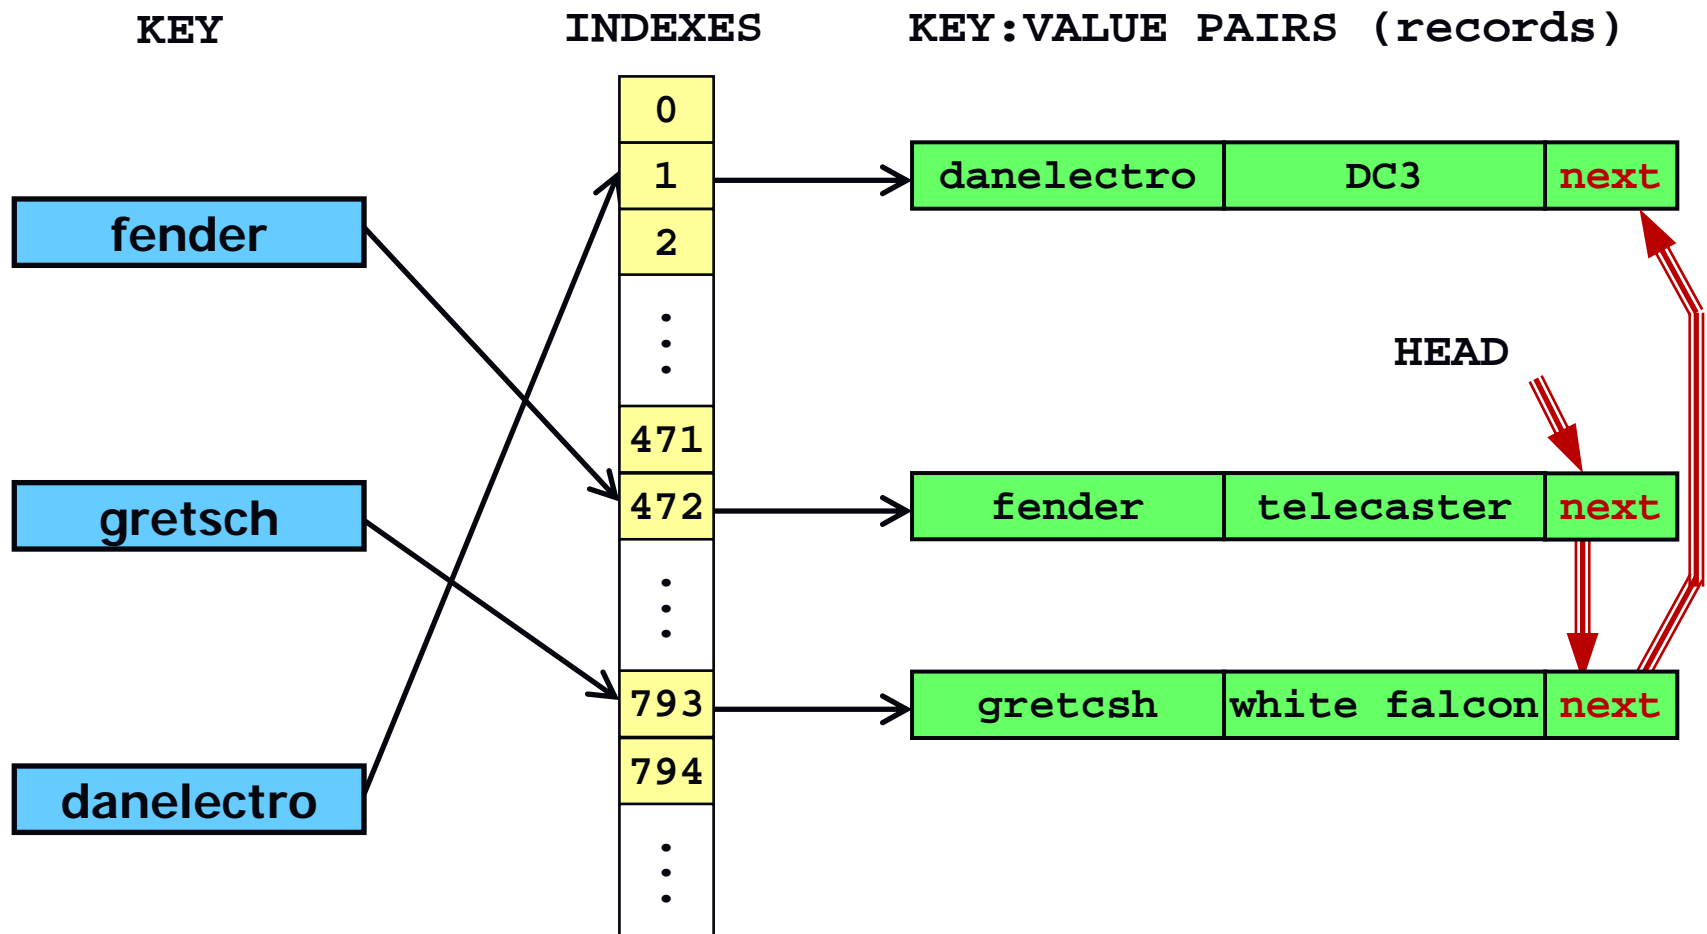 KEY
INDEXES
KEY:VALUE PAIRS (records)
0
1
danelectro DC3 next
fender
2
HEAD
471
gretsch
472
fender telecaster next
793
gretcsh white falcon next
794
danelectro